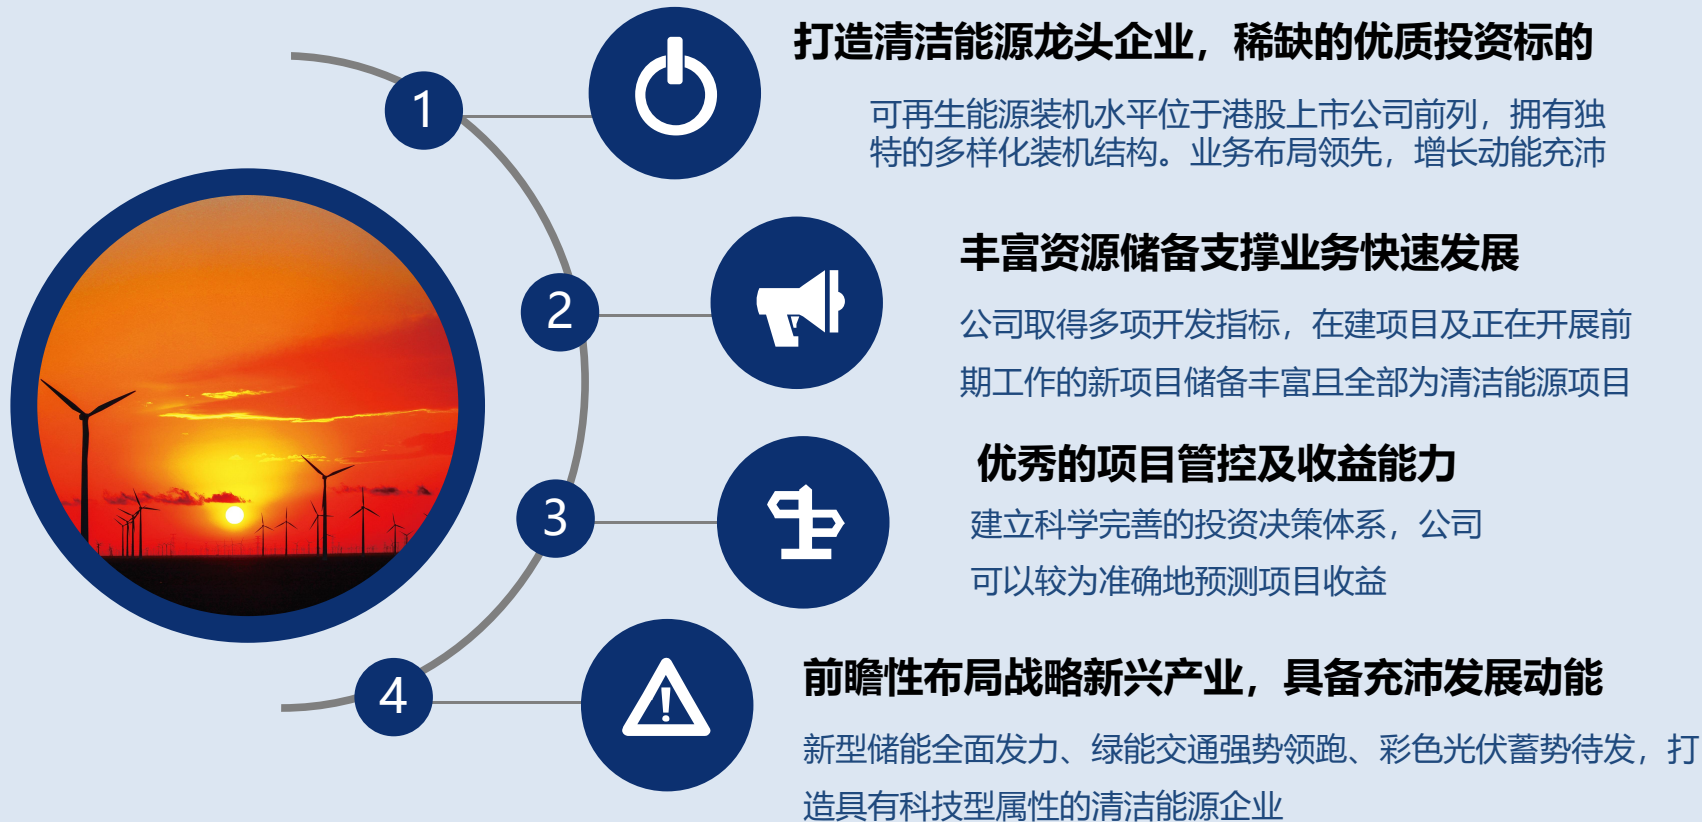 1
打造清洁能源龙头企业，稀缺的优质投资标的
可再生能源装机水平位于港股上市公司前列，拥有独
特的多样化装机结构。业务布局领先，增长动能充沛
2
丰富资源储备支撑业务快速发展
公司取得多项开发指标，在建项目及正在开展前
期工作的新项目储备丰富且全部为清洁能源项目
3
优秀的项目管控及收益能力
建立科学完善的投资决策体系，公司
可以较为准确地预测项目收益
4
前瞻性布局战略新兴产业，具备充沛发展动能
新型储能全面发力、绿能交通强势领跑、彩色光伏蓄势待发，打
造具有科技型属性的清洁能源企业